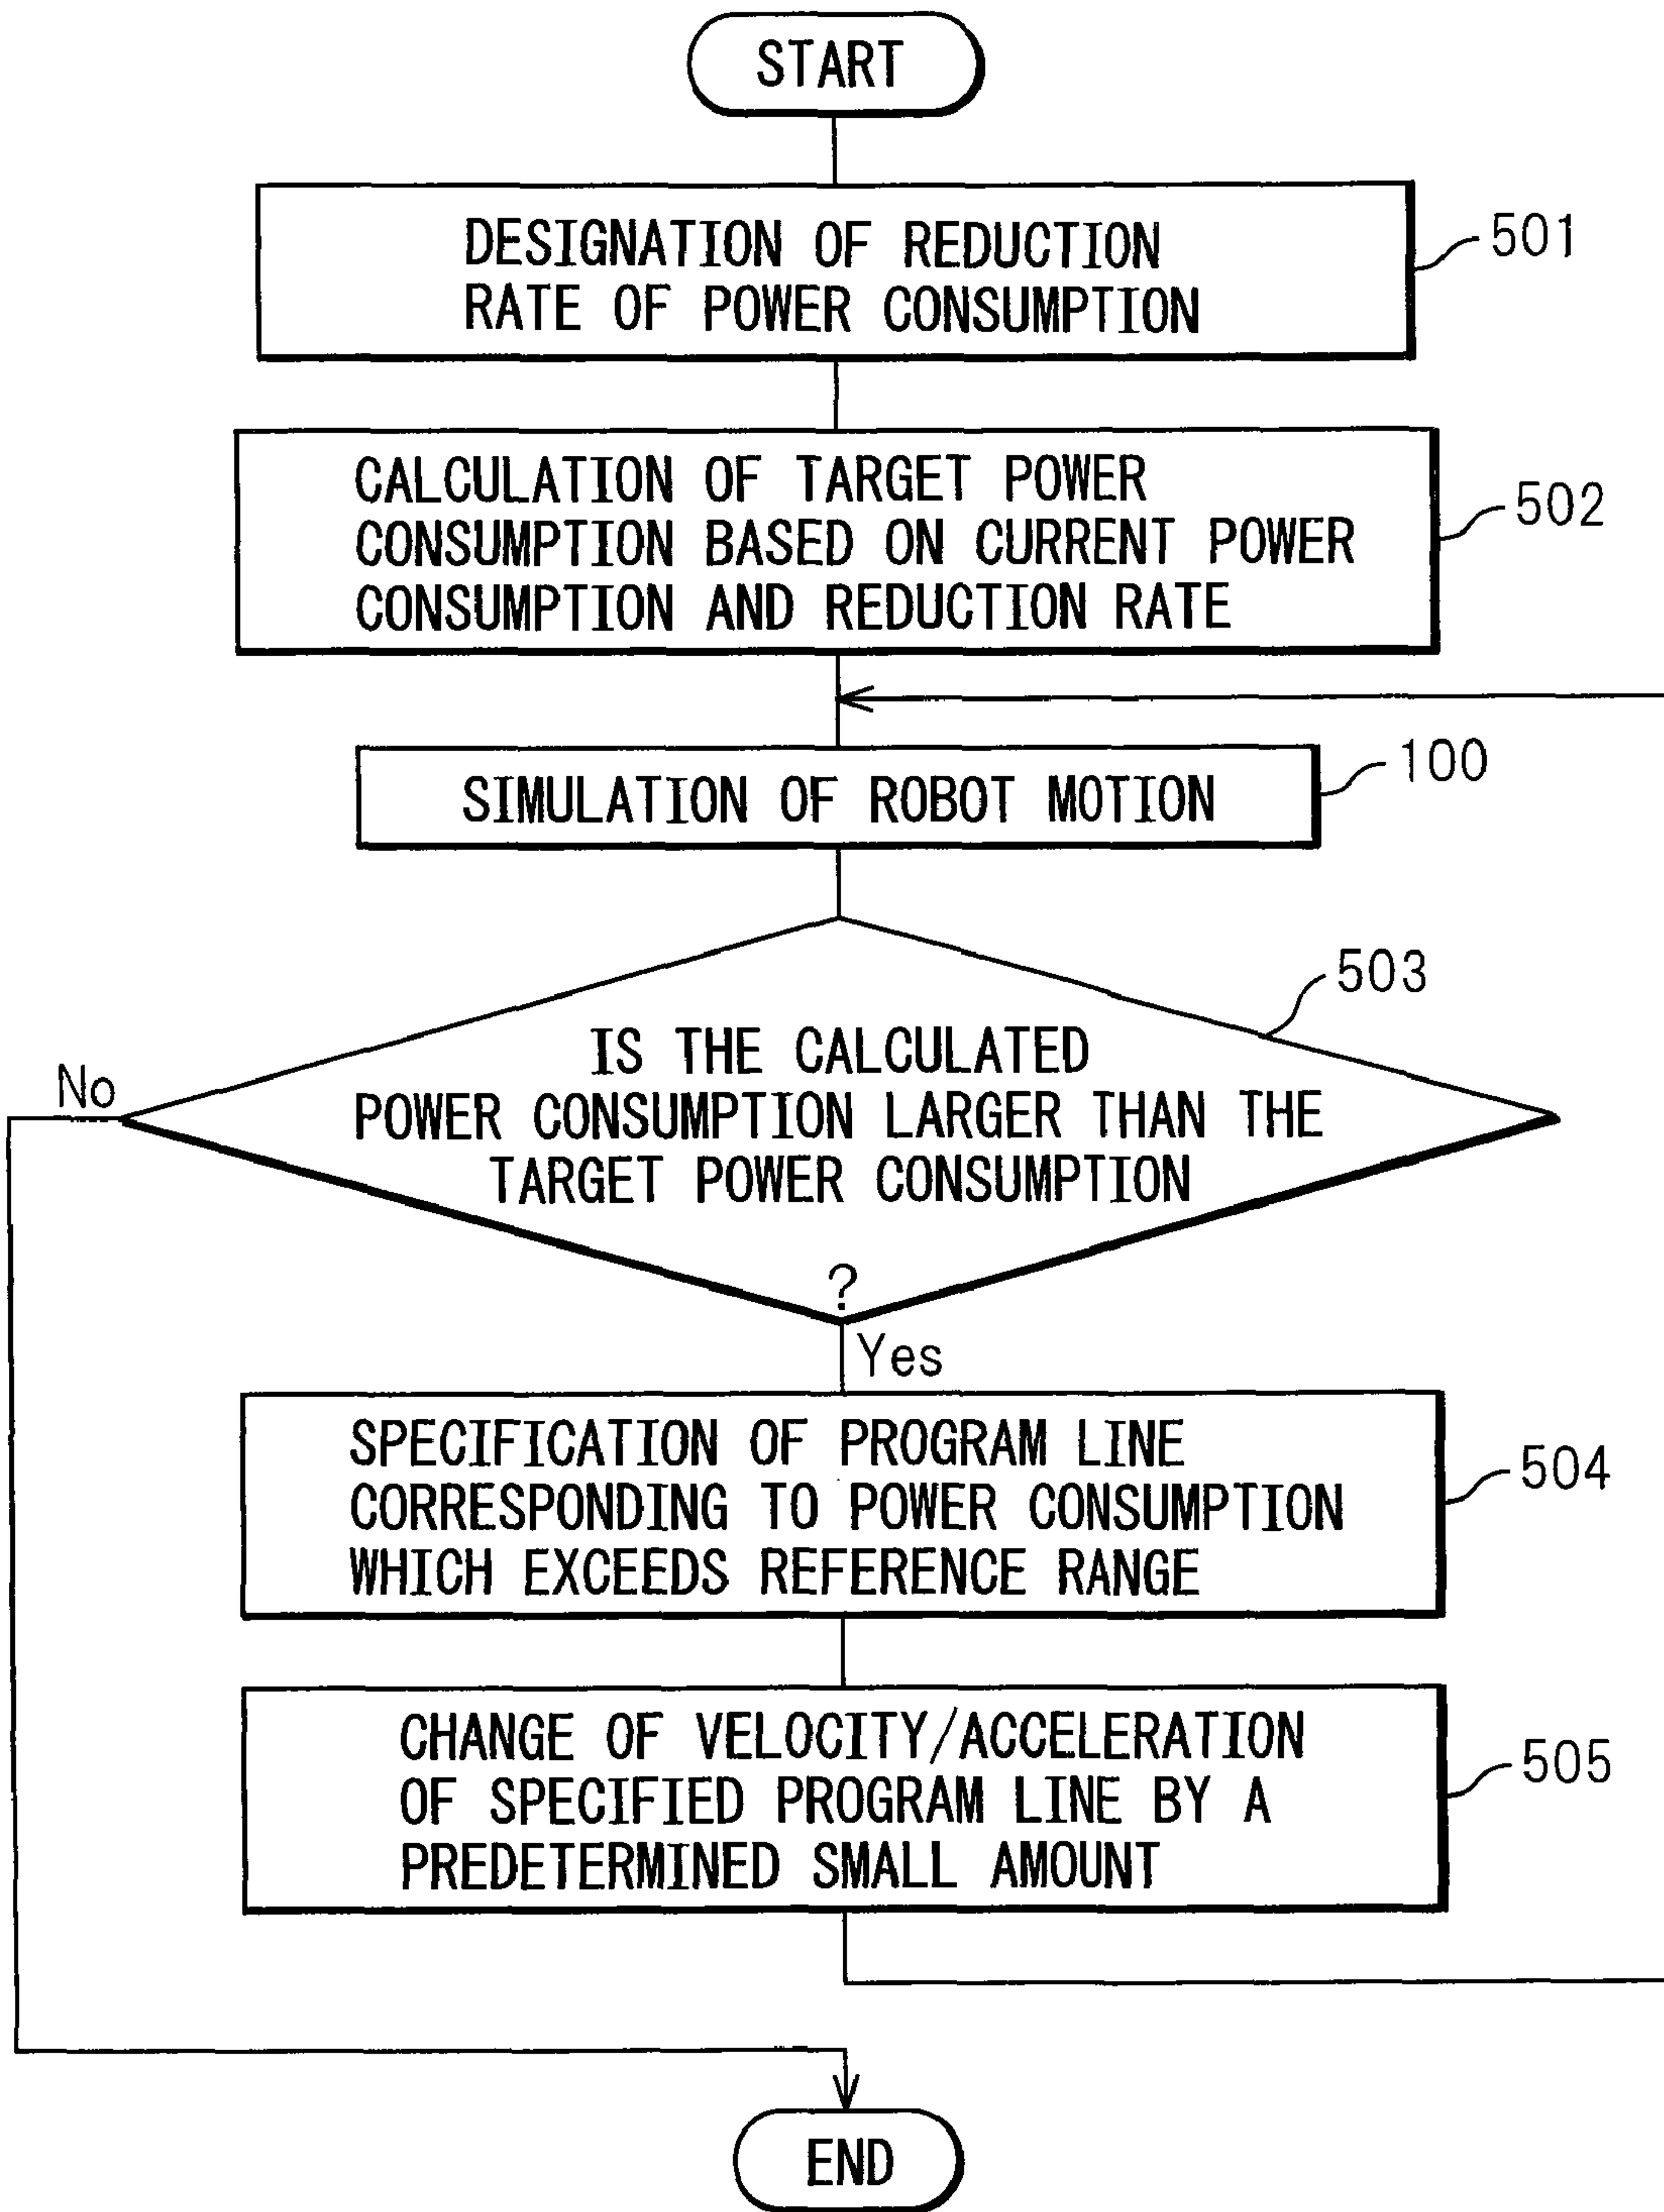 START
DESIGNATION OF REDUCTION
RATE OF POWER CONSUMPTION
501
CALCULATION OF TARGET POWER
CONSUMPTION BASED ON CURRENT POWER
CONSUMPTION AND REDUCTION RATE
502
SIMULATION OF ROBOT MOTION
100
503
IS THE CALCULATED
POWER CONSUMPTION LARGER THAN THE
TARGET POWER CONSUMPTION
?
No
Yes
SPECIFICATION OF PROGRAM LINE
CORRESPONDING TO POWER CONSUMPTION
WHICH EXCEEDS REFERENCE RANGE
504
CHANGE OF VELOCITY/ACCELERATION
OF SPECIFIED PROGRAM LINE BY A
PREDETERMINED SMALL AMOUNT
505
END